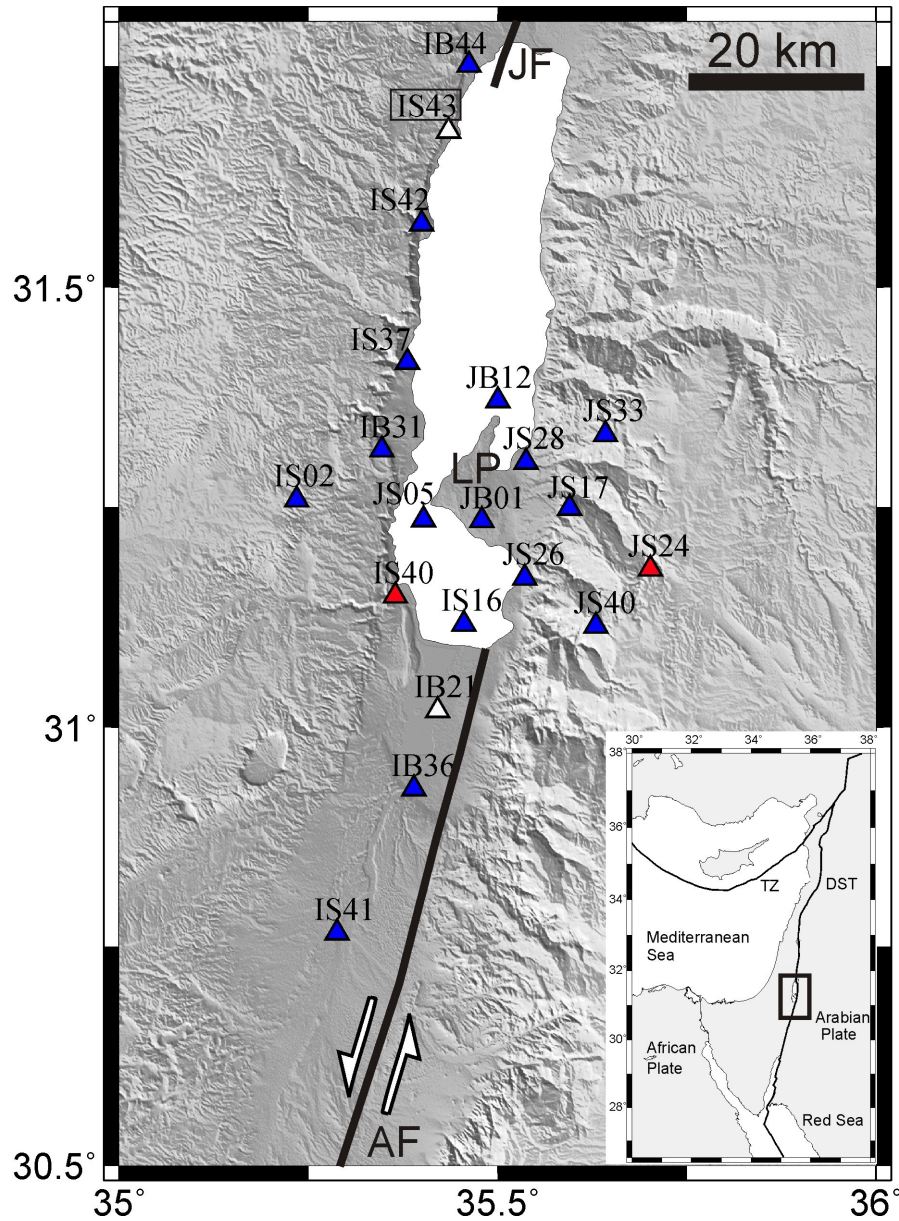 IB44
JF
20 km
IS43
IS42
31.5°
IS37
JB12
JS33
IB31
JS28
LP
IS02
JS05
JB01
JS17
JS24
IS40
JS26
IS16
JS40
IB21
31°
IB36
IS41
AF
30.5°
35°
35.5°
36°
30° 32° 34° 36° 38°
38°
36°
34°
32°
30°
28°
TZ
DST
Mediterranean
Sea
Arabian
Plate
African
Plate
Red Sea